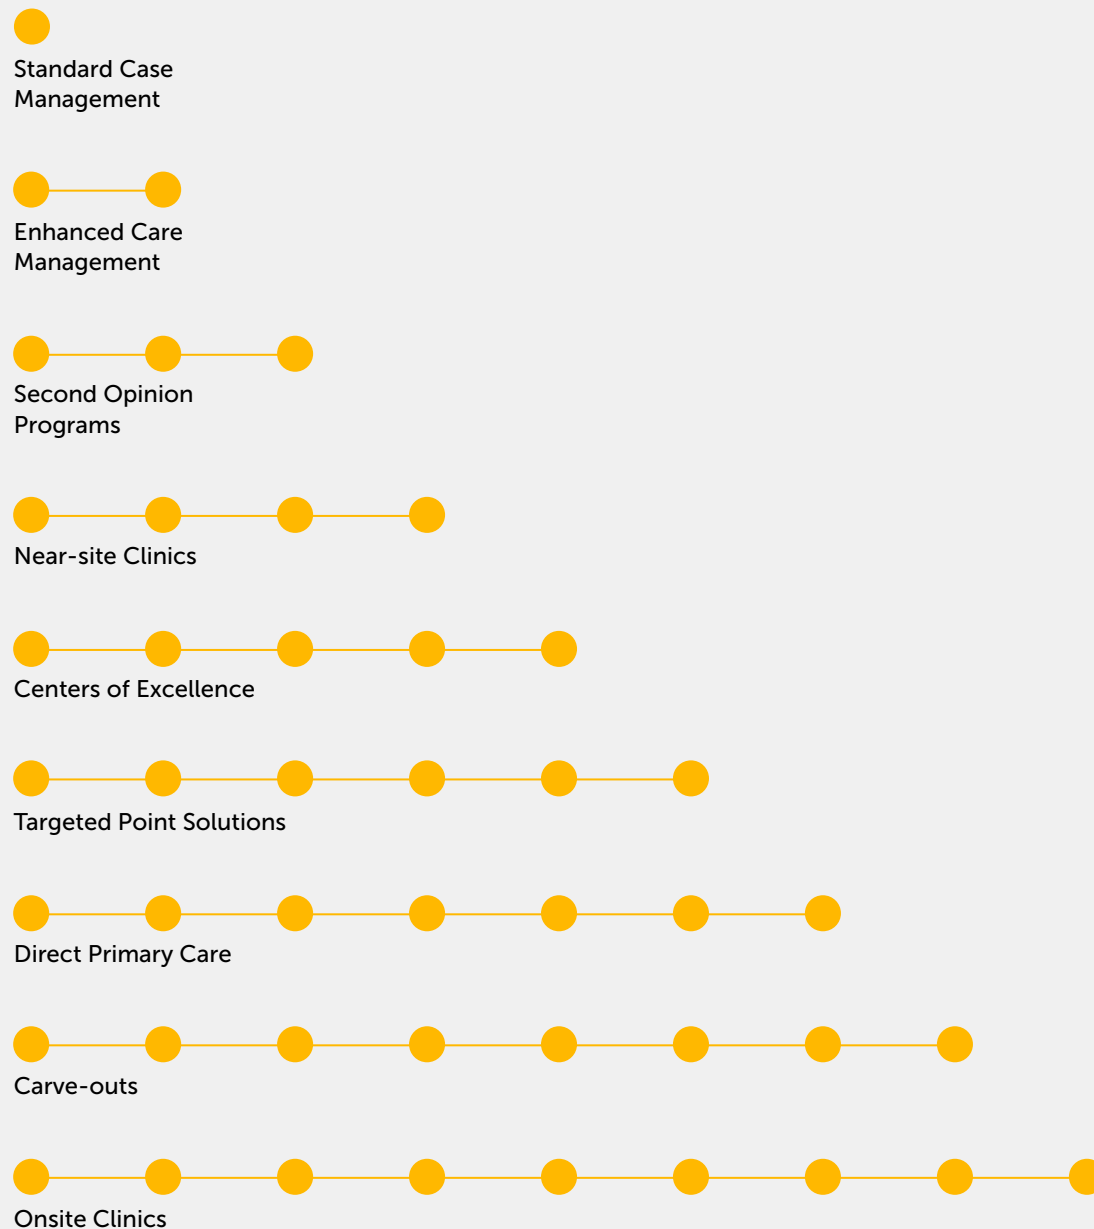 Standard Case
Management
Enhanced Care
Management
Second Opinion
Programs
Near-site Clinics
Centers of Excellence
Targeted Point Solutions
Direct Primary Care
Carve-outs
Onsite Clinics